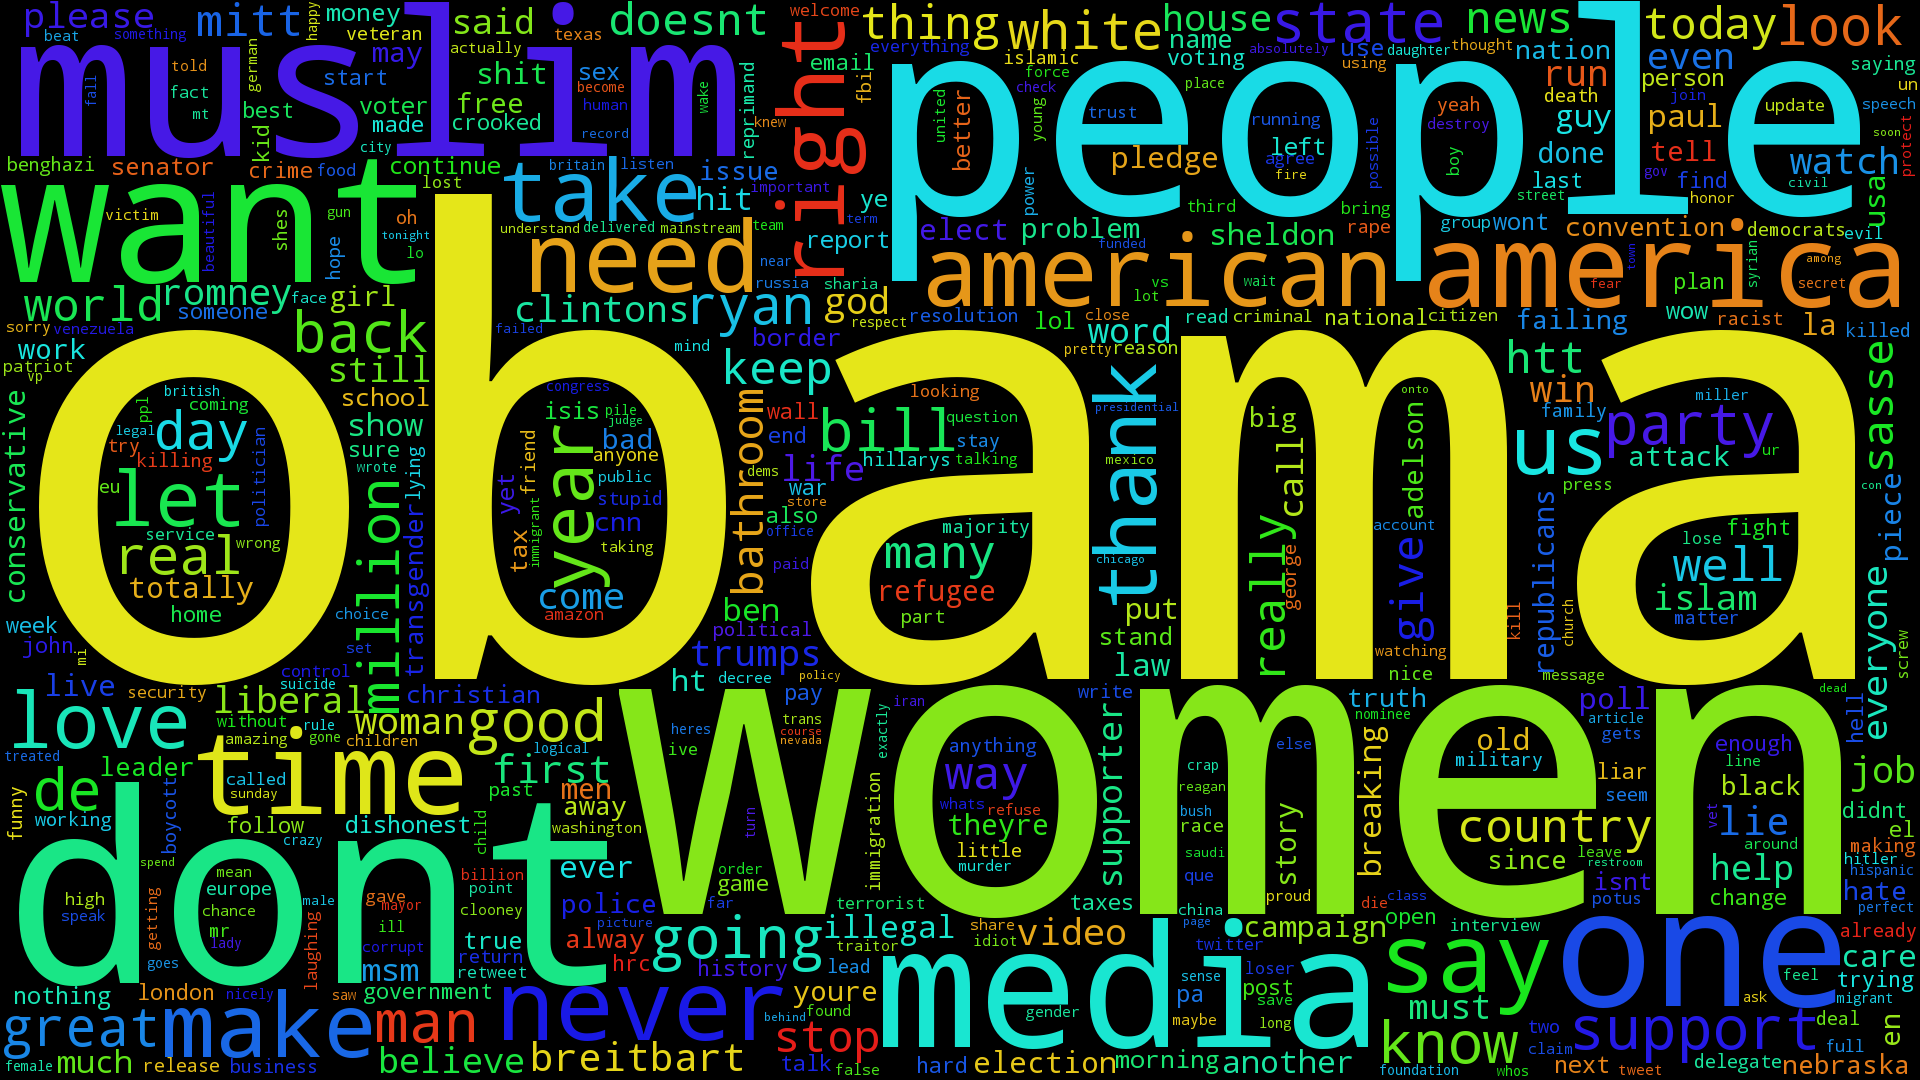 please
beat
something
mitt
happy
money
veteran
said
actually
texas
doesnt
welcome
thing
white
house
name
state
absolutely
news
nation
today
look
muslim
told
fact
mt
fall
german
best
kid
may
start
voter
made
city
shit
free
crooked
sex
become
human
record
wake
knew
reprimand
email
fbi
right
everything
islamic
force
check
voting
use
daughter
using
thought
run
death
even
person
join
saying
un
speech
soon
protect
people
united
young
better
trust
place
running
left
agree
fire
pledge
possible
yeah
destroy
boy
guy
done
last
street
paul
tell
gov
find
honor
update
watch
civil
usa
benghazi
senator
crime
food
continue
lost
britain
listen
issue
hit
important
team
ye
report
term
want
victim
beautiful
gun
shes
hope
oh
tonight
lo
take
understand
delivered
mainstream
need
near
russia
sharia
elect
power
problem
third
funded
sheldon
bring
rape
group
wont
convention
democrats
evil
american
vs
lot
wait
america
fear
town
among
secret
syrian
plan
world
romney
someone
face
girl
clintons
ryan
god
respect
resolution
lol
close
word
read
criminal
national
citizen
failing
wow
racist
la
killed
sorry
venezuela
work
patriot
vp
back
still
failed
mind
border
keep
pretty
reason
htt
win
family
miller
sasse
conservative
obama
british
ppl
coming
legal
day
try
killing
eu
let
politician
service
real
wrong
totally
home
school
show
sure
wrote
million
lying
transgender
congress
isis
pile
judge
bad
anyone
year
friend
yet
public
stupid
cnn
tax
immigrant
taking
come
amazon
bathroom
wall
end
dems
life
war
store
also
office
paid
bill
hillarys
looking
question
stay
talking
majority
many
refugee
part
thank
presidential
mexico
chicago
big
call
really
george
adelson
onto
account
give
watching
nice
us
party
attack
ur
press
republicans
kill
church
lose
fight
well
islam
matter
con
piece
everyone
screw
week
john
mi
choice
set
control
suicide
ben
political
trumps
put
stand
law
message
live
security
liberal
christian
ht
decree
policy
pay
write
truth
nominee
poll
dead
article
gets
hell
love
treated
without
amazing
rule
gone
woman
children
good
logical
heres
ive
trans
course
nevada
iran
exactly
women
anything
way
whats
refuse
theyre
little
murder
supporter
crap
reagan
bush
race
saudi
que
china
else
story
proud
breaking
old
military
country
since
liar
seem
leave
restroom
enough
line
black
vet
lie
around
help
change
job
didnt
el
making
hitler
hispanic
hate
perfect
de
leader
time
called
sunday
first
past
men
away
washington
turn
immigration
funny
working
boycott
follow
crazy
dishonest
child
ever
order
game
dont
spend
high
speak
getting
goes
mean
europe
chance
mr
lady
male
laughing
gave
mayor
ill
corrupt
billion
point
clooney
police
picture
far
terrorist
taxes
page
die
class
isnt
potus
open
interview
already
true
return
retweet
alway
hrc
going
history
illegal
traitor
lead
share
idiot
video
twitter
campaign
say
one
care
feel
trying
nothing
london
nicely
saw
government
msm
media
sense
pa
maybe
gender
loser
post
save
long
must
ask
migrant
great
make
man
never
behind
stop
youre
found
know
two
claim
support
deal
full
en
female
much
release
business
believe
breitbart
talk
false
hard
election
morning
another
foundation
whos
next
tweet
delegate
nebraska